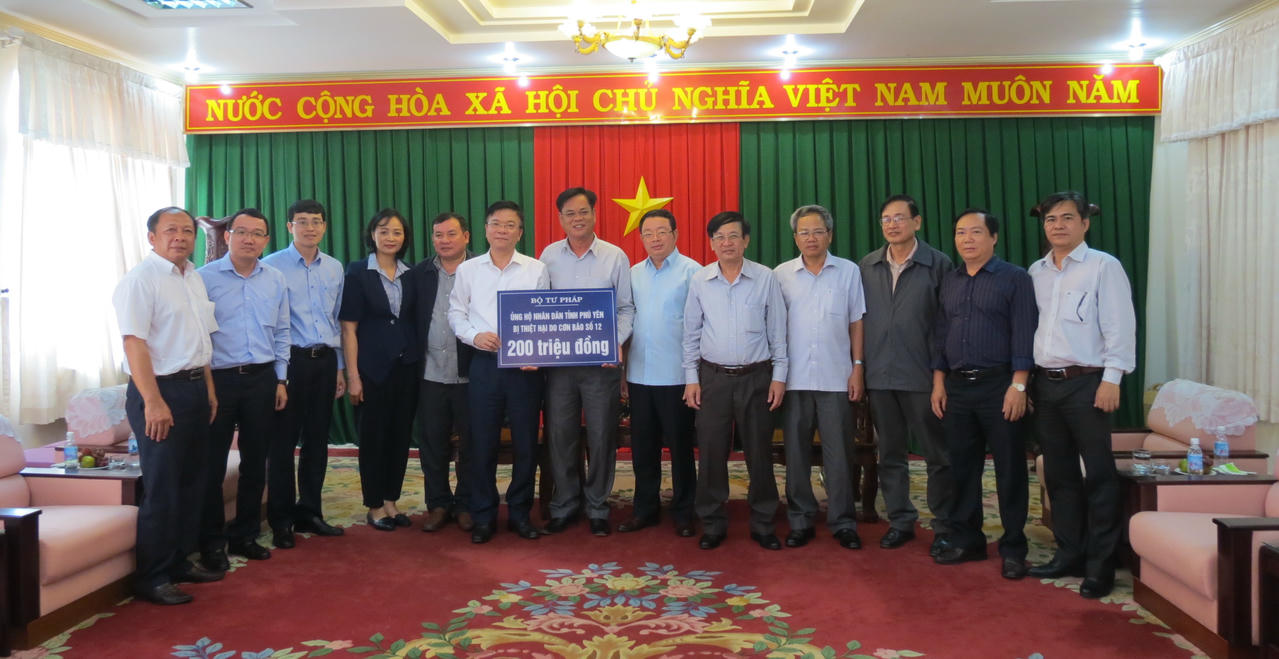 NƯỚC CỘNG HÒA XÃ HỘI CHỦ NGHĨA VIỆT NAM MUÔN NĂM
BỘ TƯ PHÁP
ỦNG HỘ NHÂN DÂN TỈNH PHÚ YÊN
BỊ THIỆT HẠI DO CƠN BÃO SỐ 12
200 triệu đồng